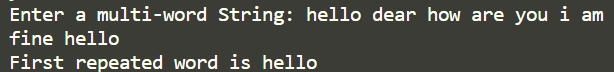 Enter a multi-word String: hello dear how are you i am
fine hello
First repeated word is hello